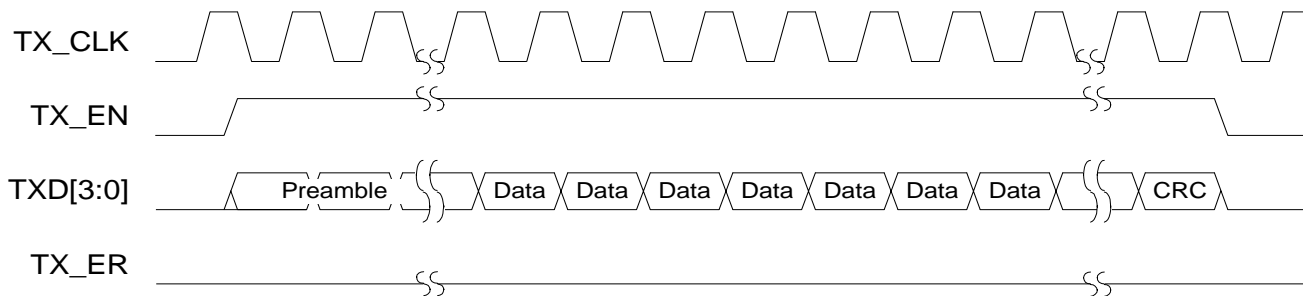 TX_CLK
TX_EN
TXD[3:0] Preamble Data Data Data Data Data Data Data CRC
TX_ER